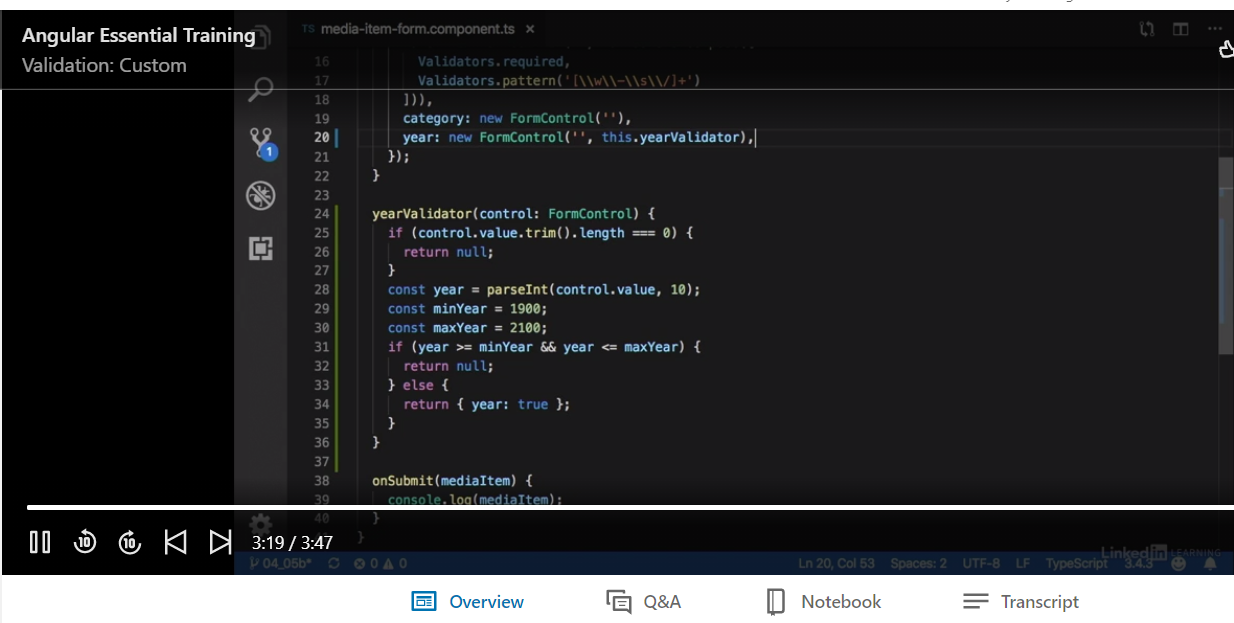 Angular Essential Training
Validation: Custom
TS media-item-form.component.ts ×
16 Validators.required,
17 Validators.pattern('[\\w\\-\\s\\/]+')
18 ])),
19 category: new FormControl(''),
20 year: new FormControl('', this.yearValidator),
21 });
22 }
23
24 yearValidator(control: FormControl) {
25 if (control.value.trim().length === 0) {
26 return null;
27 }
28 const year = parseInt(control.value, 10);
29 const minYear = 1900;
30 const maxYear = 2100;
31 if (year >= minYear && year <= maxYear) {
32 return null;
33 } else {
34 return { year: true };
35 }
36 }
37
38 onSubmit(mediaItem) {
39 console.log(mediaItem);
40 }
}
1
10 10 3:19 / 3:47
04_05b* 0 0 Ln 20, Col 53 Spaces: 2 UTF-8 LF TypeScript 3.4.3
LinkedIn LEARNING
Overview Q&A Notebook Transcript